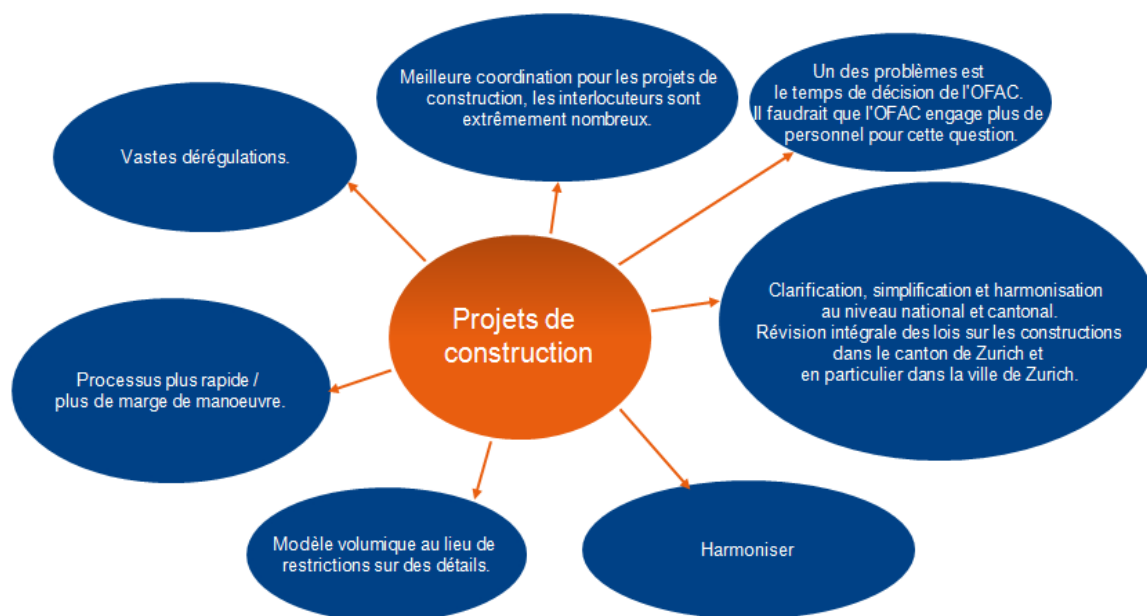 Meilleure coordination pour les projets de
construction, les interlocuteurs sont
extrêmement nombreux.
Un des problèmes est
le temps de décision de l'OFAC.
Il faudrait que l'OFAC engage plus de
personnel pour cette question.
Vastes dérégulations.
Clarification, simplification et harmonisation
au niveau national et cantonal.
Révision intégrale des lois sur les constructions
dans le canton de Zurich et
en particulier dans la ville de Zurich.
Projets de
construction
Processus plus rapide /
plus de marge de manoeuvre.
Modèle volumique au lieu de
restrictions sur des détails.
Harmoniser